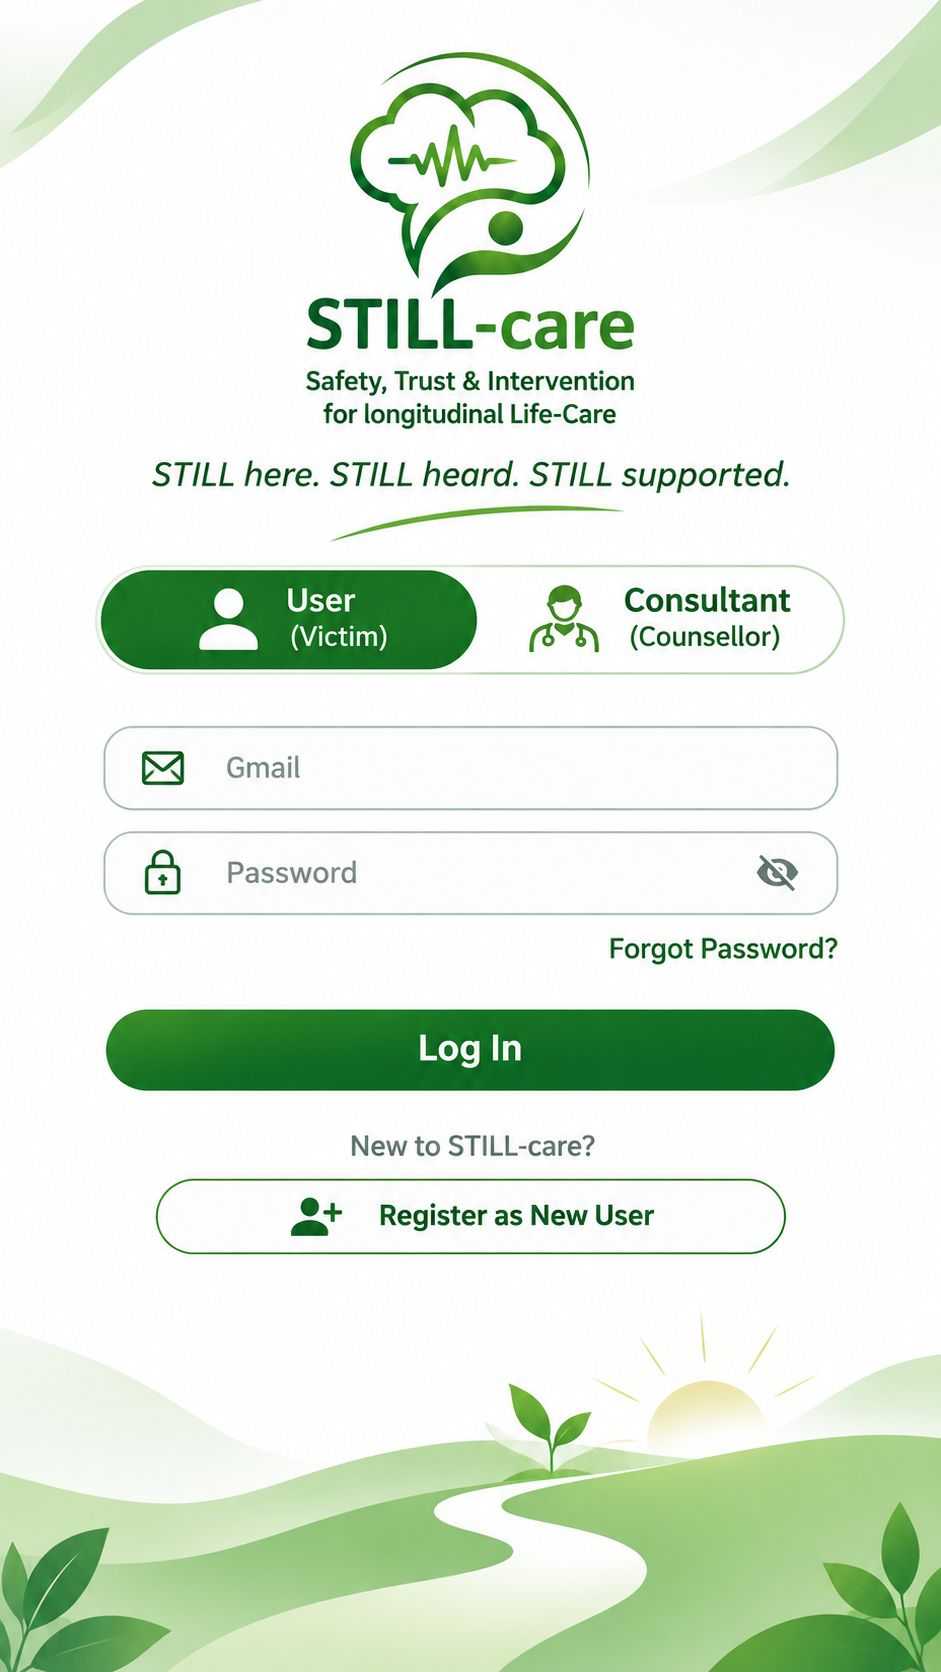 STILL-care
Safety, Trust & Intervention
for longitudinal Life-Care
STILL here. STILL heard. STILL supported.
User
(Victim)
Consultant
(Counsellor)
Gmail
Password
Forgot Password?
Log In
New to STILL-care?
Register as New User